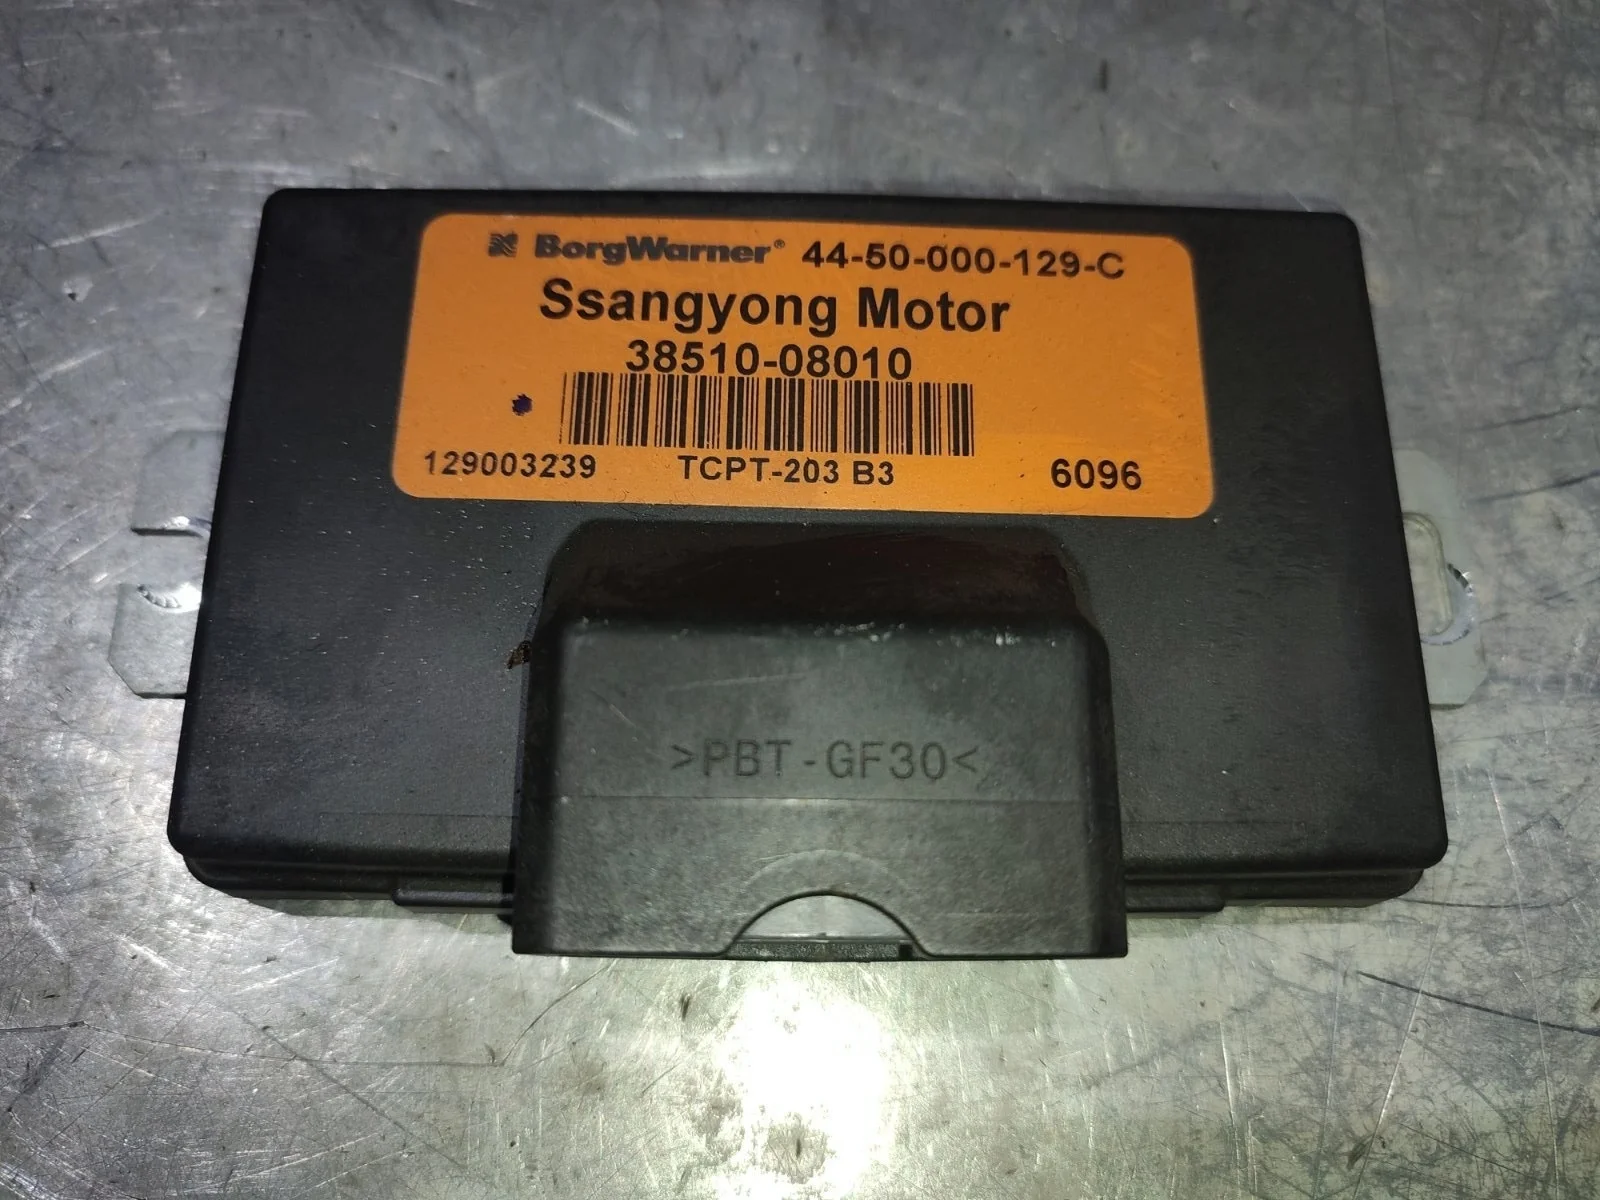 BorgWarner® 44-50-000-129-C
Ssangyong Motor
38510-08010
129003239 TCPT-203 B3 6096
>PBT-GF30<